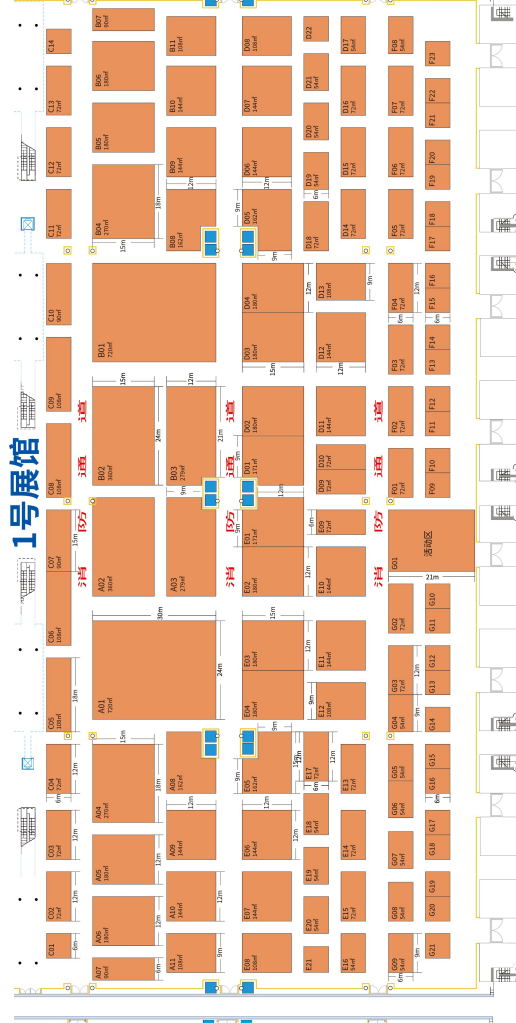 1号展馆
消 防 通 道
消 防 通 道
消 防 通 道
C14
C13
72㎡
C12
72㎡
C11
72㎡
C10
90㎡
C09
108㎡
C08
108㎡
C07
90㎡
C06
108㎡
C05
108㎡
C04
72㎡
C03
72㎡
C02
72㎡
C01
B07
90㎡
B06
180㎡
B05
180㎡
B04
270㎡
B01
720㎡
B02
360㎡
A02
360㎡
A01
720㎡
A04
270㎡
A05
180㎡
A06
180㎡
A07
90㎡
B11
108㎡
B10
144㎡
B09
144㎡
B08
162㎡
B03
279㎡
A03
279㎡
A08
162㎡
A09
144㎡
A10
144㎡
A11
108㎡
D08
108㎡
D07
144㎡
D06
144㎡
D05
162㎡
D04
180㎡
D03
180㎡
D02
180㎡
D01
171㎡
E01
171㎡
E02
180㎡
E03
180㎡
E04
180㎡
E05
162㎡
E06
144㎡
E07
144㎡
E08
108㎡
D22
D21
54㎡
D20
54㎡
D19
54㎡
D18
72㎡
D13
108㎡
D12
144㎡
D11
144㎡
D10
72㎡
D09
72㎡
E09
72㎡
E10
144㎡
E11
144㎡
E12
108㎡
E17
72㎡
E18
54㎡
E19
54㎡
E20
54㎡
E21
D17
54㎡
D16
72㎡
D15
72㎡
D14
72㎡
E13
72㎡
E14
72㎡
E15
72㎡
E16
54㎡
F08
54㎡
F07
72㎡
F06
72㎡
F05
72㎡
F04
72㎡
F03
72㎡
F02
72㎡
F01
72㎡
G01
活动区
G02
72㎡
G03
72㎡
G04
54㎡
G05
54㎡
G06
54㎡
G07
54㎡
G08
54㎡
G09
54㎡
F23
F22
F21
F20
F19
F18
F17
F16
F15
F14
F13
F12
F11
F10
F09
G10
G11
G12
G13
G14
G15
G16
G17
G18
G19
G20
G21
15m
18m
12m
9m
6m
24m
21m
30m